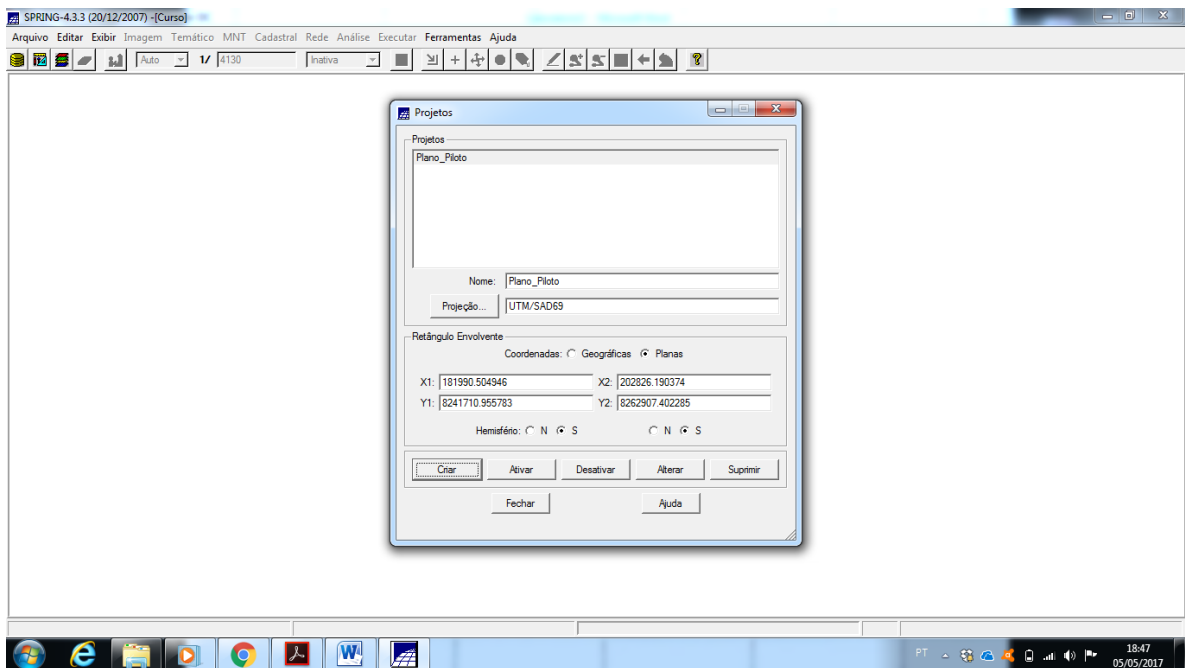 SPRING-4.3.3 (20/12/2007) -[Curso]
Arquivo Editar Exibir Imagem Temático MNT Cadastral Rede Análise Executar Ferramentas Ajuda
Auto 1/ 4130 Inativa
Projetos
Projetos
Plano_Piloto
Nome: Plano_Piloto
Projeção... UTM/SAD69
Retângulo Envolvente
Coordenadas: Geográficas Planas
X1: 181990.504946 X2: 202826.190374
Y1: 8241710.955783 Y2: 8262907.402285
Hemisfério: N S N S
Criar Ativar Desativar Alterar Suprimir
Fechar Ajuda
PT 18:47
05/05/2017